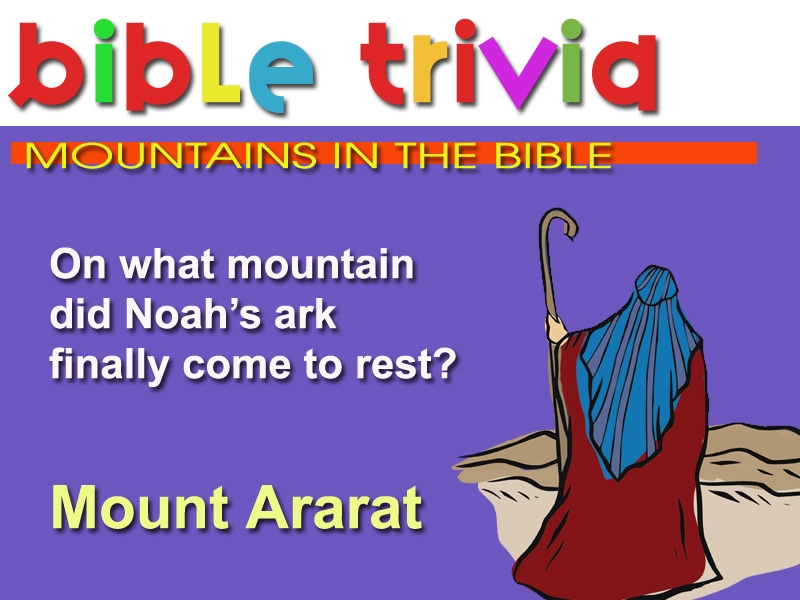 bible trivia
MOUNTAINS IN THE BIBLE
On what mountain
did Noah’s ark
finally come to rest?
Mount Ararat